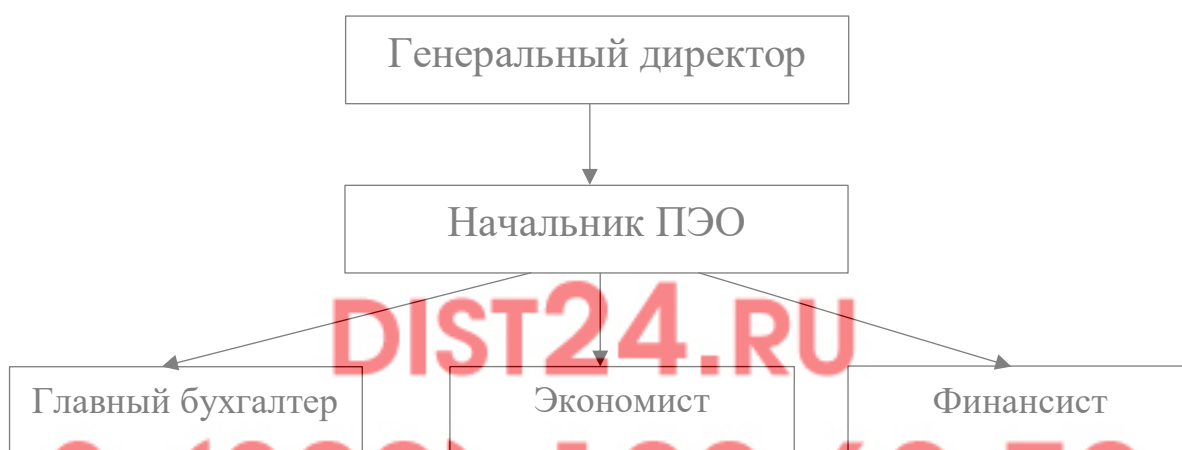 Генеральный директор
Начальник ПЭО
DIST24.RU
Главный бухгалтер
Экономист
Финансист